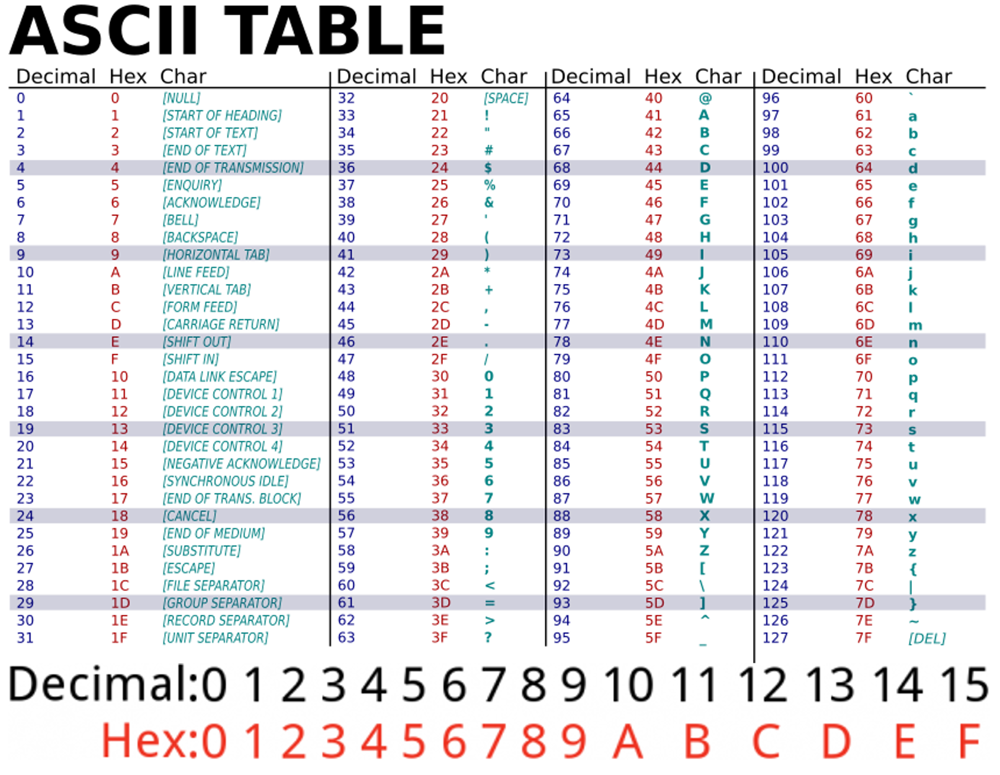 ASCII TABLE
Decimal Hex Char Decimal Hex Char Decimal Hex Char Decimal Hex Char
0 0 [NULL] 32 20 [SPACE] 64 40 @ 96 60 `
1 1 [START OF HEADING] 33 21 ! 65 41 A 97 61 a
2 2 [START OF TEXT] 34 22 " 66 42 B 98 62 b
3 3 [END OF TEXT] 35 23 # 67 43 C 99 63 c
4 4 [END OF TRANSMISSION] 36 24 $ 68 44 D 100 64 d
5 5 [ENQUIRY] 37 25 % 69 45 E 101 65 e
6 6 [ACKNOWLEDGE] 38 26 & 70 46 F 102 66 f
7 7 [BELL] 39 27 ' 71 47 G 103 67 g
8 8 [BACKSPACE] 40 28 ( 72 48 H 104 68 h
9 9 [HORIZONTAL TAB] 41 29 ) 73 49 I 105 69 i
10 A [LINE FEED] 42 2A * 74 4A J 106 6A j
11 B [VERTICAL TAB] 43 2B + 75 4B K 107 6B k
12 C [FORM FEED] 44 2C , 76 4C L 108 6C l
13 D [CARRIAGE RETURN] 45 2D - 77 4D M 109 6D m
14 E [SHIFT OUT] 46 2E . 78 4E N 110 6E n
15 F [SHIFT IN] 47 2F / 79 4F O 111 6F o
16 10 [DATA LINK ESCAPE] 48 30 0 80 50 P 112 70 p
17 11 [DEVICE CONTROL 1] 49 31 1 81 51 Q 113 71 q
18 12 [DEVICE CONTROL 2] 50 32 2 82 52 R 114 72 r
19 13 [DEVICE CONTROL 3] 51 33 3 83 53 S 115 73 s
20 14 [DEVICE CONTROL 4] 52 34 4 84 54 T 116 74 t
21 15 [NEGATIVE ACKNOWLEDGE] 53 35 5 85 55 U 117 75 u
22 16 [SYNCHRONOUS IDLE] 54 36 6 86 56 V 118 76 v
23 17 [END OF TRANS. BLOCK] 55 37 7 87 57 W 119 77 w
24 18 [CANCEL] 56 38 8 88 58 X 120 78 x
25 19 [END OF MEDIUM] 57 39 9 89 59 Y 121 79 y
26 1A [SUBSTITUTE] 58 3A : 90 5A Z 122 7A z
27 1B [ESCAPE] 59 3B ; 91 5B [ 123 7B {
28 1C [FILE SEPARATOR] 60 3C < 92 5C \ 124 7C |
29 1D [GROUP SEPARATOR] 61 3D = 93 5D ] 125 7D }
30 1E [RECORD SEPARATOR] 62 3E > 94 5E ^ 126 7E ~
31 1F [UNIT SEPARATOR] 63 3F ? 95 5F _ 127 7F [DEL]
Decimal:0 1 2 3 4 5 6 7 8 9 10 11 12 13 14 15
Hex:0 1 2 3 4 5 6 7 8 9 A B C D E F